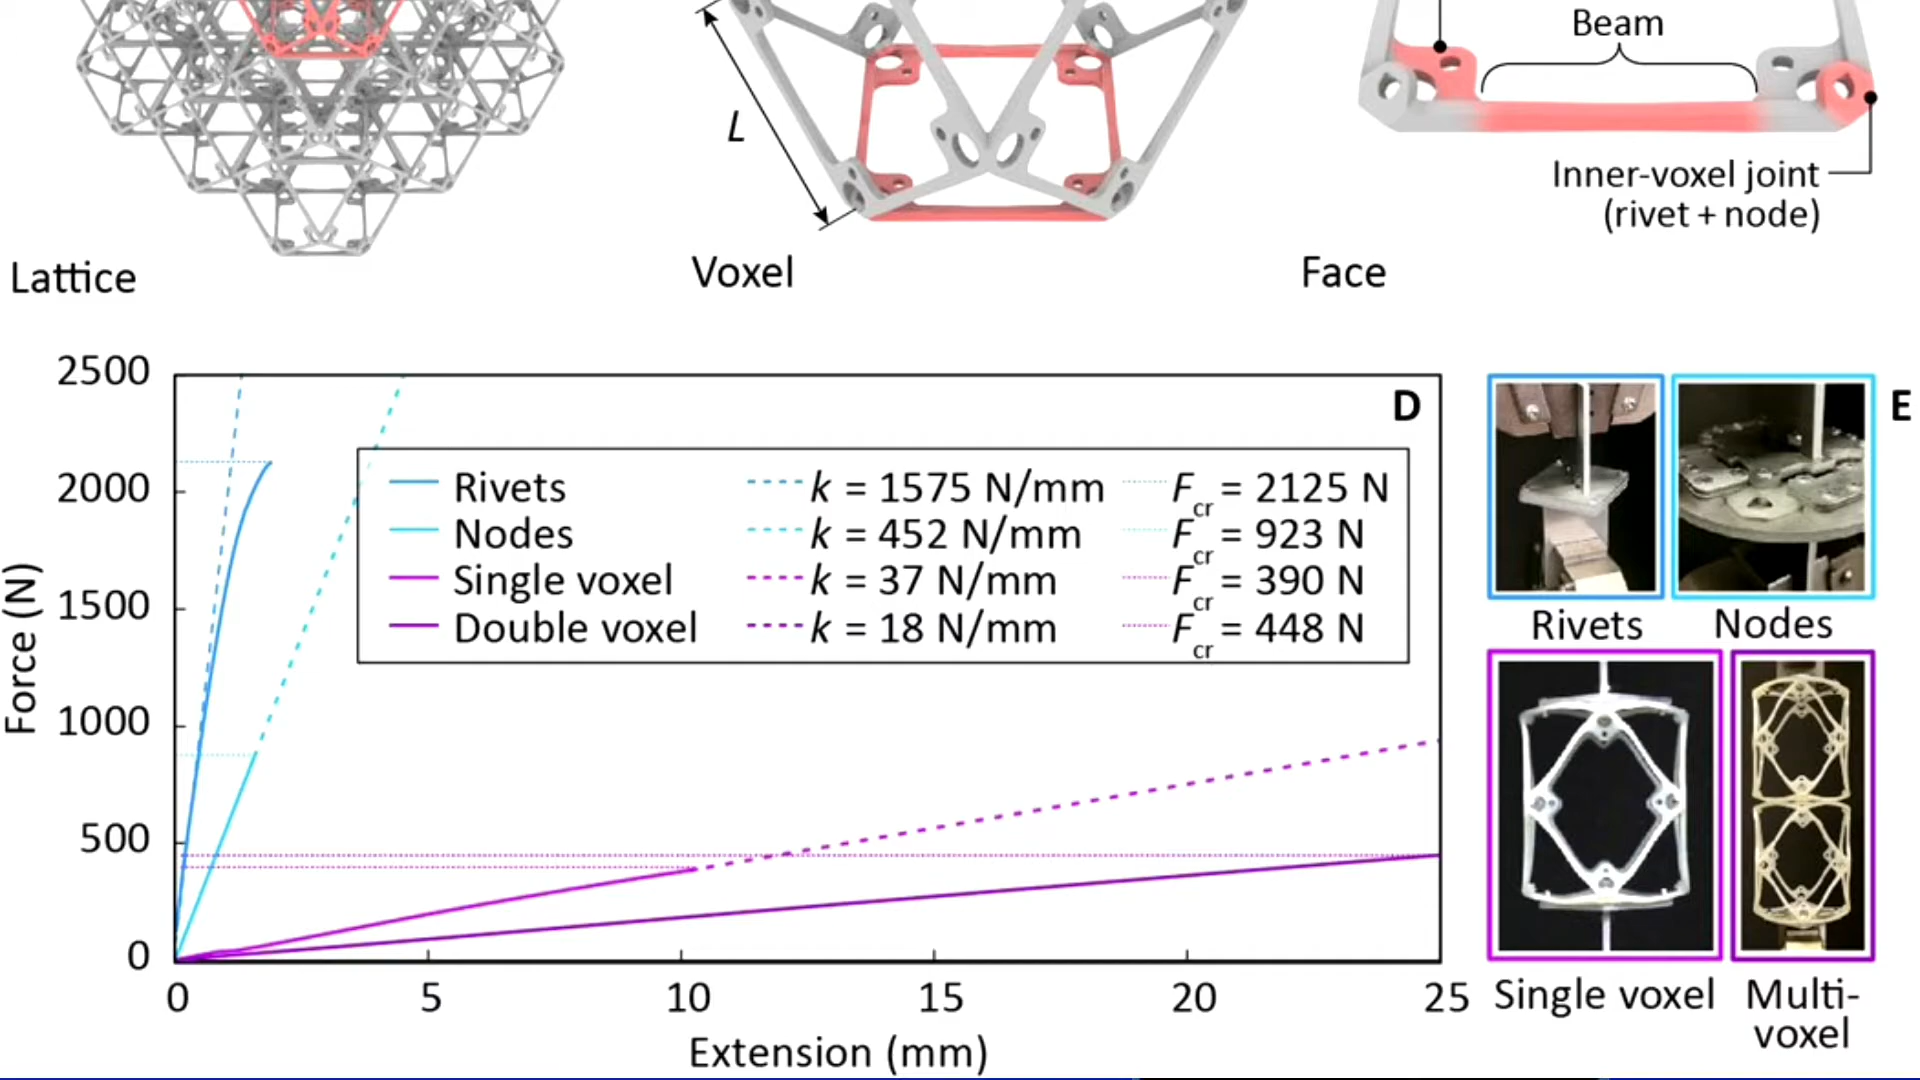 Beam
L
Inner-voxel joint
(rivet + node)
Lattice
Voxel
Face
2500
2000
1500
1000
500
0
Force (N)
D
Rivets k = 1575 N/mm Fcr = 2125 N
Nodes k = 452 N/mm Fcr = 923 N
Single voxel k = 37 N/mm Fcr = 390 N
Double voxel k = 18 N/mm Fcr = 448 N
0 5 10 15 20 25
Extension (mm)
E
Rivets
Nodes
Single voxel
Multi-
voxel